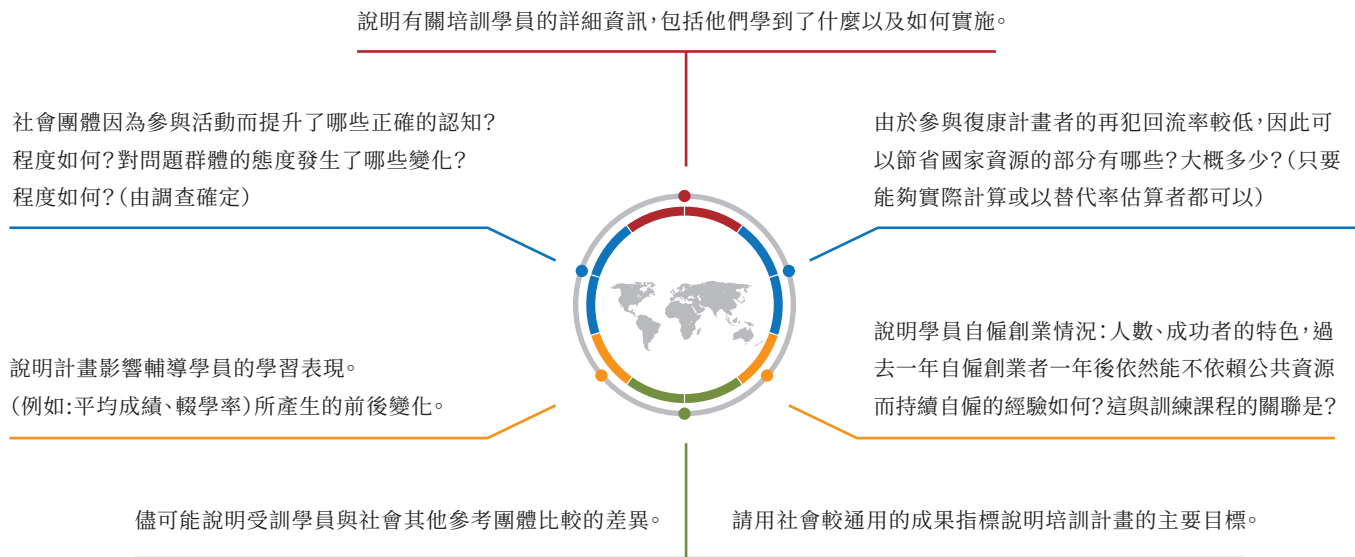 說明有關培訓學員的詳細資訊，包括他們學到了什麼以及如何實施。
社會團體因為參與活動而提升了哪些正確的認知？
程度如何？對問題群體的態度發生了哪些變化？
程度如何？（由調查確定）
由於參與復康計畫者的再犯回流率較低，因此可
以節省國家資源的部分有哪些？大概多少？（只要
能夠實際計算或以替代率估算者都可以）
說明計畫影響輔導學員的學習表現。
（例如：平均成績、輟學率）所產生的前後變化。
說明學員自僱創業情況：人數、成功者的特色，過
去一年自僱創業者一年後依然能不依賴公共資源
而持續自僱的經驗如何？這與訓練課程的關聯是？
儘可能說明受訓學員與社會其他參考團體比較的差異。
請用社會較通用的成果指標說明培訓計畫的主要目標。